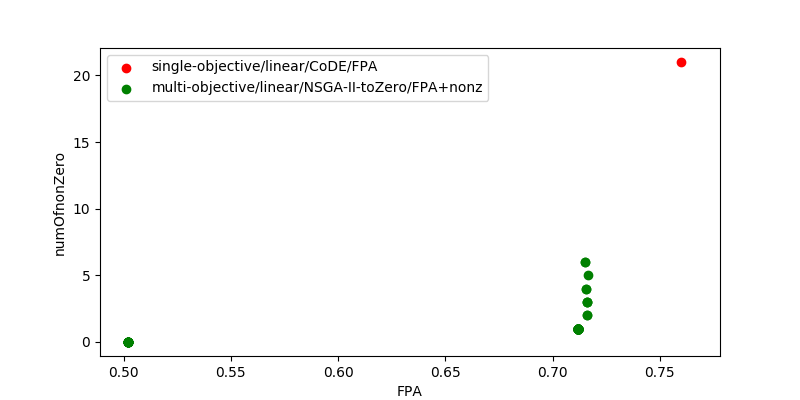 single-objective/linear/CoDE/FPA
multi-objective/linear/NSGA-II-toZero/FPA+nonz
20
15
10
5
0
numOfnonZero
0.50 0.55 0.60 0.65 0.70 0.75
FPA